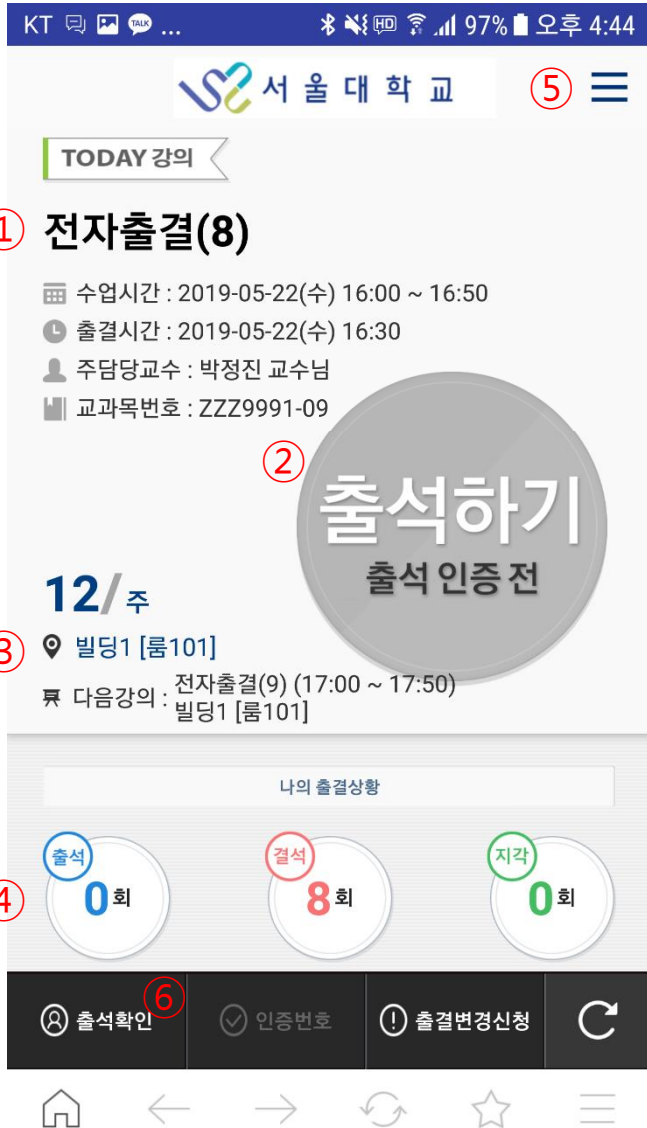 KT TALK ... HD 97% 오후 4:44
서울대학교 ⑤
TODAY 강의
① 전자출결(8)
수업시간 : 2019-05-22(수) 16:00 ~ 16:50
출결시간 : 2019-05-22(수) 16:30
주담당교수 : 박정진 교수님
교과목번호 : ZZZ9991-09
② 출석하기
출석 인증 전
12/주
③ 빌딩1 [룸101]
다음강의 : 전자출결(9) (17:00 ~ 17:50)
빌딩1 [룸101]
나의 출결상황
출석 결석 지각
④ 0회 8회 0회
⑥
출석확인 인증번호 출결변경신청